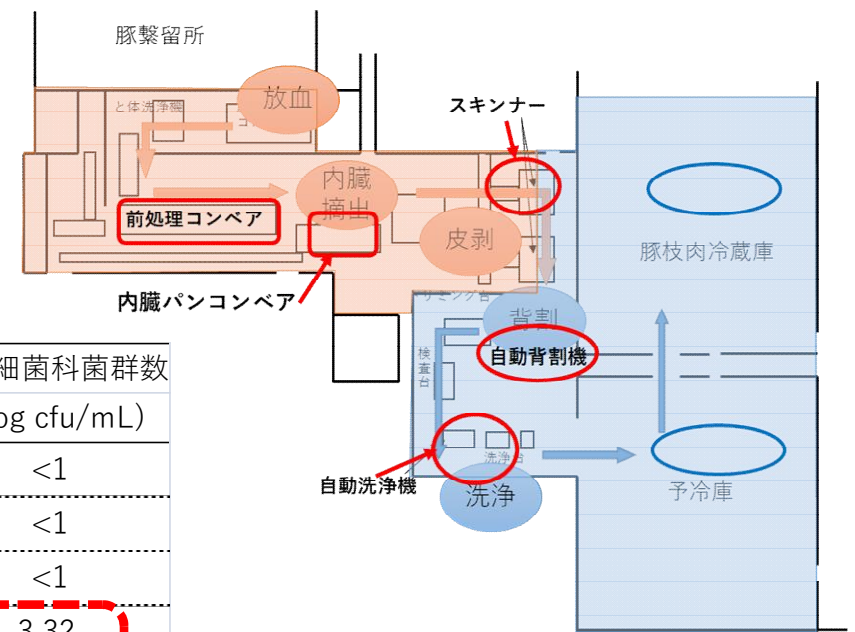 豚繋留所
と体洗浄機
放血
スキンナー
内臓
摘出
前処理コンベア
皮剥
豚枝肉冷蔵庫
内臓パンコンベア
背割
自動背割機
検査台
細菌科菌群数
og cfu/mL)
<1
<1
<1
3.32
洗浄台
自動洗浄機
洗浄
予冷庫